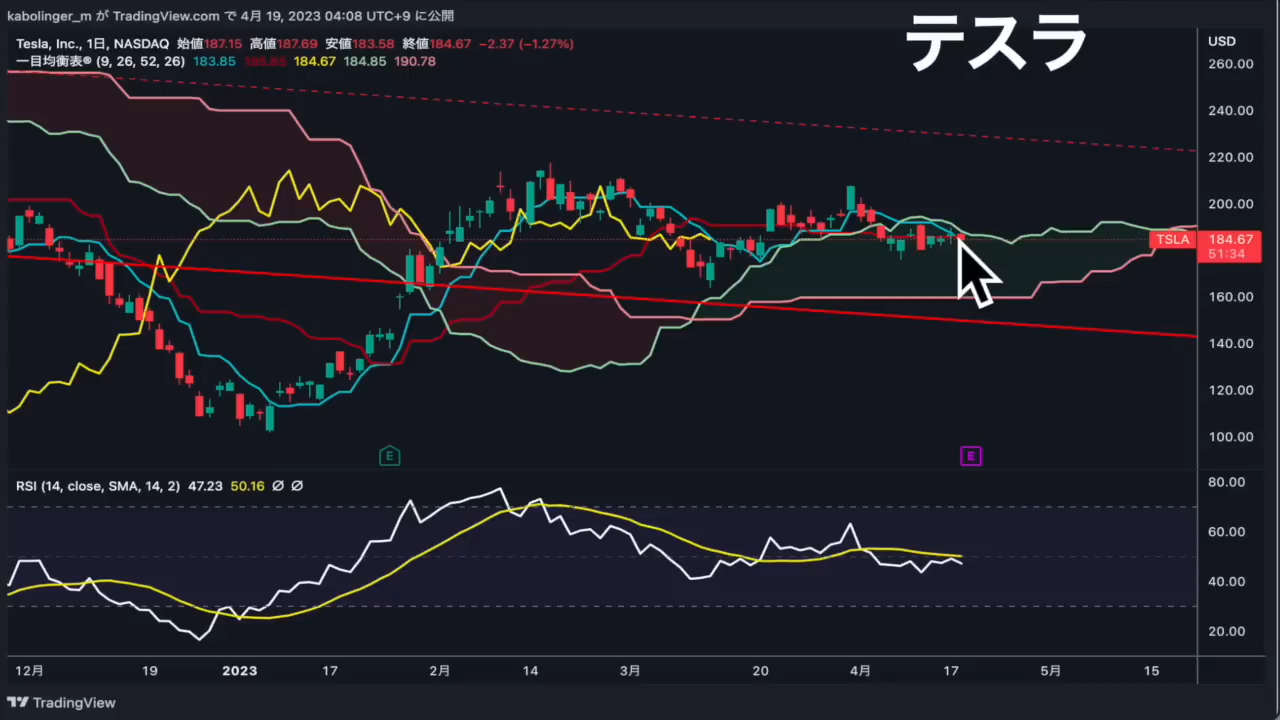 kabolinger_m が TradingView.com で 4月 19, 2023 04:08 UTC+9 に公開
テスラ
Tesla, Inc., 1日, NASDAQ 始値187.15 高値187.69 安値183.58 終値184.67 −2.37 (−1.27%)
一目均衡表® (9, 26, 52, 26) 183.85 184.67 184.85 190.78
USD
260.00
240.00
220.00
200.00
TSLA 184.67
51:34
160.00
140.00
120.00
100.00
E E
RSI (14, close, SMA, 14, 2) 47.23 50.16 Ø Ø
80.00
60.00
40.00
20.00
12月 19 2023 17 2月 14 3月 20 4月 17 5月 15
TradingView